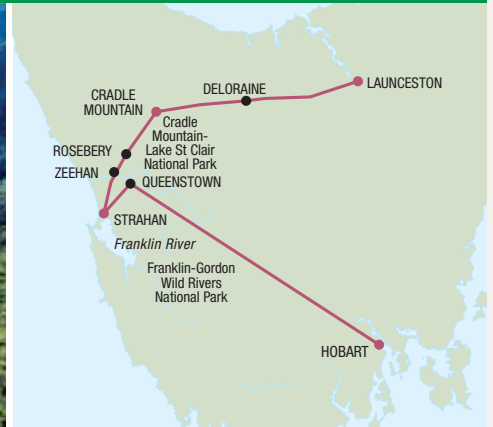 LAUNCESTON
DELORAINE
CRADLE
MOUNTAIN
Cradle
Mountain-
Lake St Clair
National Park
ROSEBERY
ZEEHAN
QUEENSTOWN
STRAHAN
Franklin River
Franklin-Gordon
Wild Rivers
National Park
HOBART